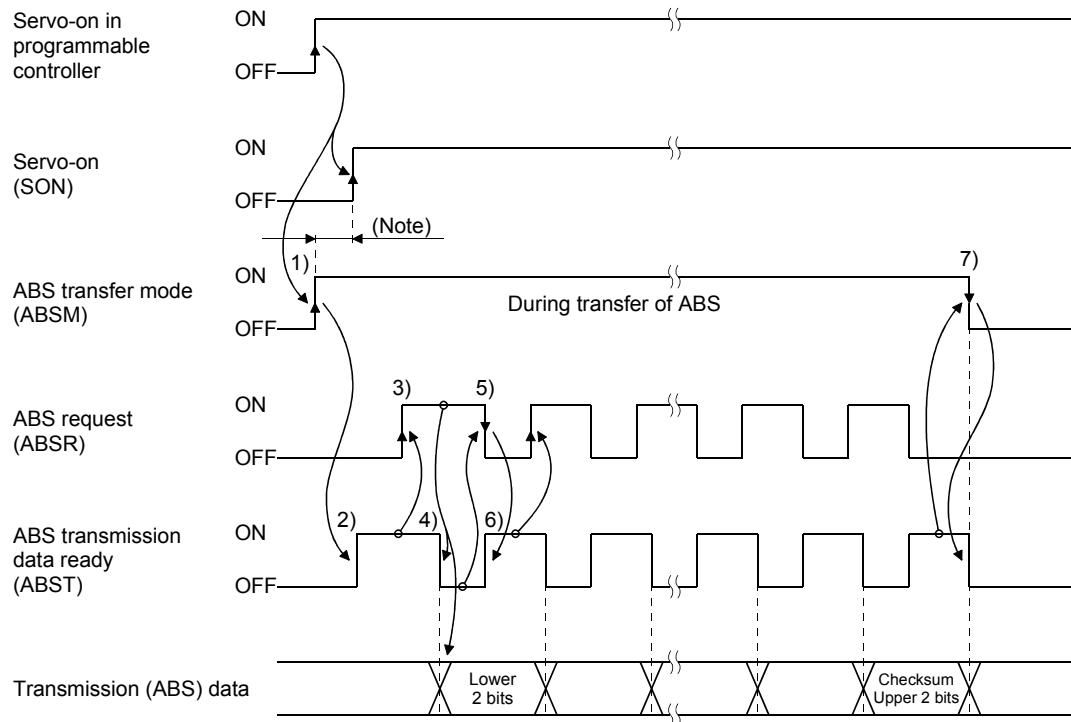 Servo-on in
programmable
controller
ON
OFF
Servo-on
(SON)
ON
OFF
(Note)
ABS transfer mode
(ABSM)
ON
OFF
1)
During transfer of ABS
7)
ABS request
(ABSR)
ON
OFF
3)
5)
ABS transmission
data ready
(ABST)
ON
OFF
2)
4)
6)
Transmission (ABS) data
Lower
2 bits
Checksum
Upper 2 bits